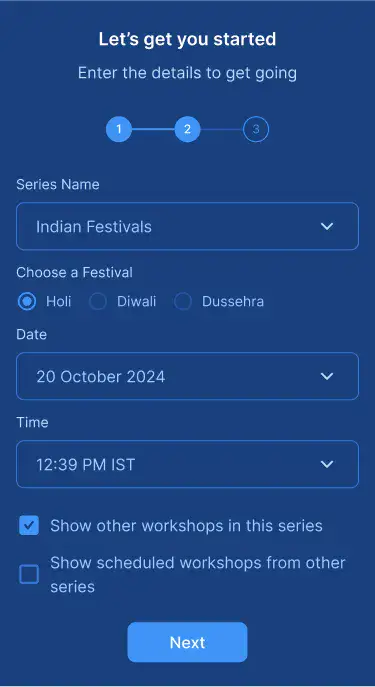 Let's get you started
Enter the details to get going
1 2 3
Series Name
Indian Festivals
Choose a Festival
Holi Diwali Dussehra
Date
20 October 2024
Time
12:39 PM IST
Show other workshops in this series
Show scheduled workshops from other
series
Next